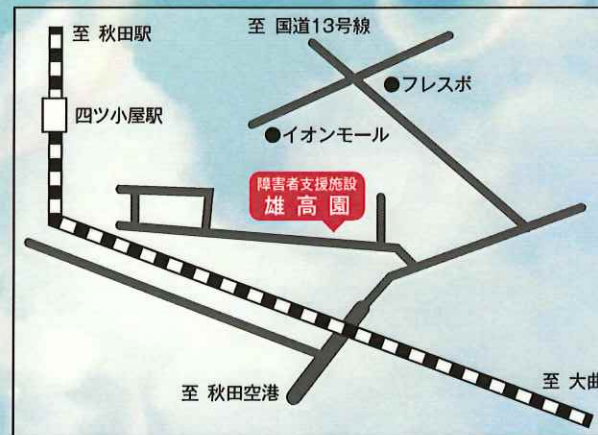 至 秋田駅
至 国道13号線
●フレスポ
四ツ小屋駅
●イオンモール
障害者支援施設
雄高園
至 秋田空港
至 大曲